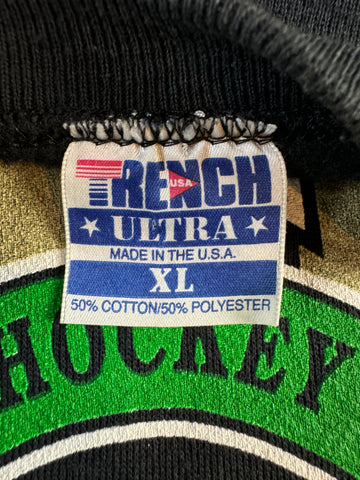 TRENCH
USA
★ ULTRA ★
MADE IN THE U.S.A.
XL
50% COTTON/50% POLYESTER
HOCKEY